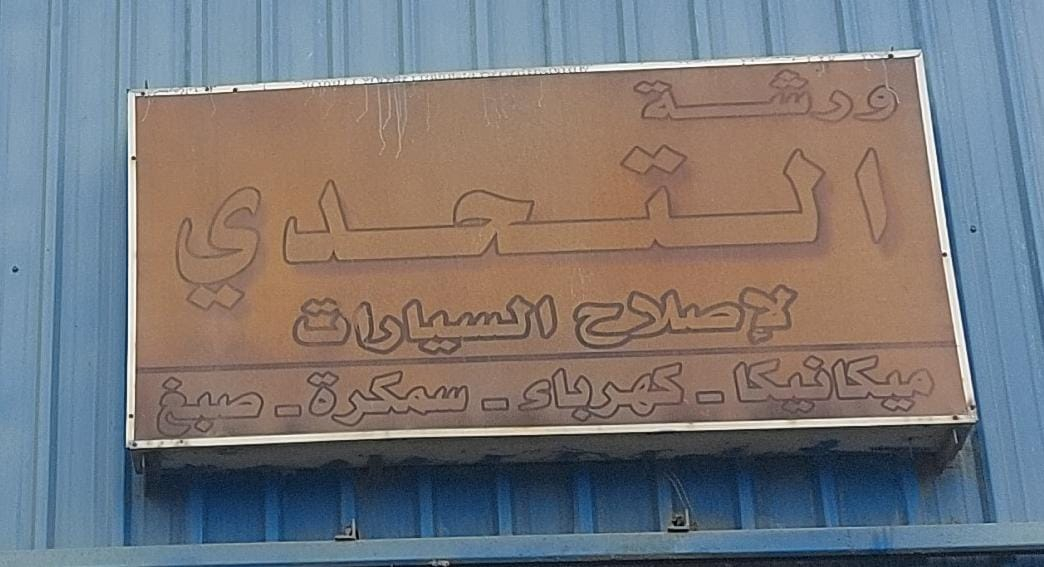 ورشة
التحدي
لإصلاح السيارات
ميكانيكا - كهرباء - سمكرة - صبغ